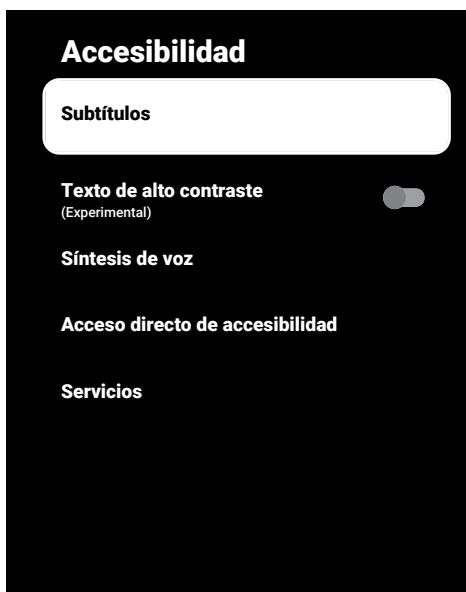 Accesibilidad
Subtítulos
Texto de alto contraste
(Experimental)
Síntesis de voz
Acceso directo de accesibilidad
Servicios